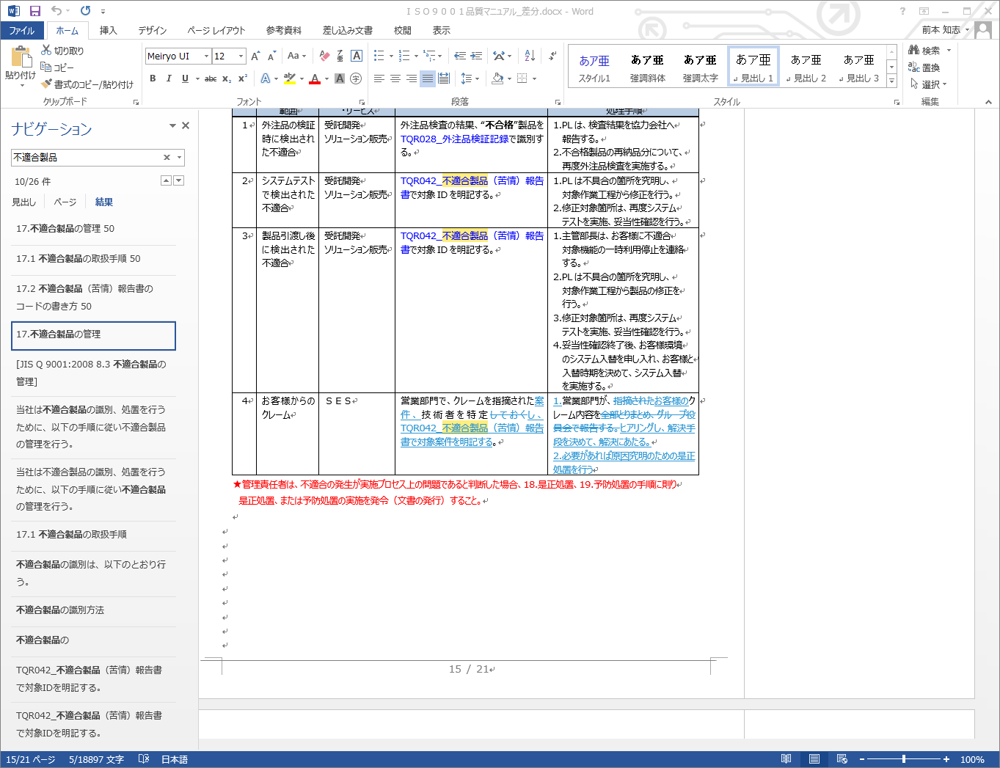 ＩＳＯ９００１品質マニュアル_差分.docx - Word
ファイル ホーム 挿入 デザイン ページ レイアウト 参考資料 差し込み文書 校閲 表示
前本 知志
貼り付け
切り取り
コピー
書式のコピー/貼り付け
クリップボード
Meiryo UI 12
フォント
段落
あア亜 あア亜 あア亜 あア亜 あア亜 あア亜
スタイル1 強調斜体 強調太字 見出し 1 見出し 2 見出し 3
スタイル
検索
置換
選択
編集
ナビゲーション
不適合製品
10/26 件
見出し ページ 結果
17.不適合製品の管理 50
17.1 不適合製品の取扱手順 50
17.2 不適合製品（苦情）報告書の
コードの書き方 50
17.不適合製品の管理
[JIS Q 9001:2008 8.3 不適合製品の
管理]
当社は不適合製品の識別、処置を行う
ために、以下の手順に従い不適合製品
の管理を行う。
当社は不適合製品の識別、処置を行う
ために、以下の手順に従い不適合製品
の管理を行う。
17.1 不適合製品の取扱手順
不適合製品の識別は、以下のとおり行
う。
不適合製品の識別方法
不適合製品の
TQR042_不適合製品（苦情）報告書
で対象IDを明記する。
TQR042_不適合製品（苦情）報告書
で対象IDを明記する。
範囲 ・サービス 処理手順
1 外注品の検証
時に検出され
た不適合
受託開発
ソリューション販売
外注品検査の結果、“不合格”製品を
TQR028_外注品検証記録で識別す
る。
1.PL は、検査結果を協力会社へ
報告する。
2.不合格製品の再納品分について、
再度外注品検査を実施する。
2 システムテスト
で検出された
不適合
受託開発
ソリューション販売
TQR042_不適合製品（苦情）報告
書で対象 ID を明記する。
1.PL は不具合の箇所を究明し、
対象作業工程から修正を行う。
2.修正対象箇所は、再度システム
テストを実施、妥当性確認を行う。
3 製品引渡し後
に検出された
不適合
受託開発
ソリューション販売
TQR042_不適合製品（苦情）報告
書で対象 ID を明記する。
1.主管部長は、お客様に不適合
対象機能の一時利用停止を連絡
する。
2.PL は不具合の箇所を究明し、
対象作業工程から製品の修正を
行う。
3.修正対象箇所は、再度システム
テストを実施、妥当性確認を行う。
4.妥当性確認終了後、お客様環境
のシステム入替を申し入れ、お客様と
入替時期を決めて、システム入替
を実施する。
4 お客様からの
クレーム
ＳＥＳ
営業部門で、クレームを指摘された案
件、技術者を特定しておくし、
TQR042_不適合製品（苦情）報告
書で対象案件を明記する。
1.営業部門が、指摘されたお客様のク
レーム内容を全部とりまとめ、グループ役
員会で報告する。ヒアリングし、解決手
段を決めて、解決にあたる。
2.必要があれば原因究明のための是正
処置を行う
★管理責任者は、不適合の発生が実施プロセス上の問題であると判断した場合、18.是正処置、19.予防処置の手順に則り
是正処置、または予防処置の実施を発令（文書の発行）すること。
15 / 21
15/21 ページ 5/18897 文字 日本語 100%